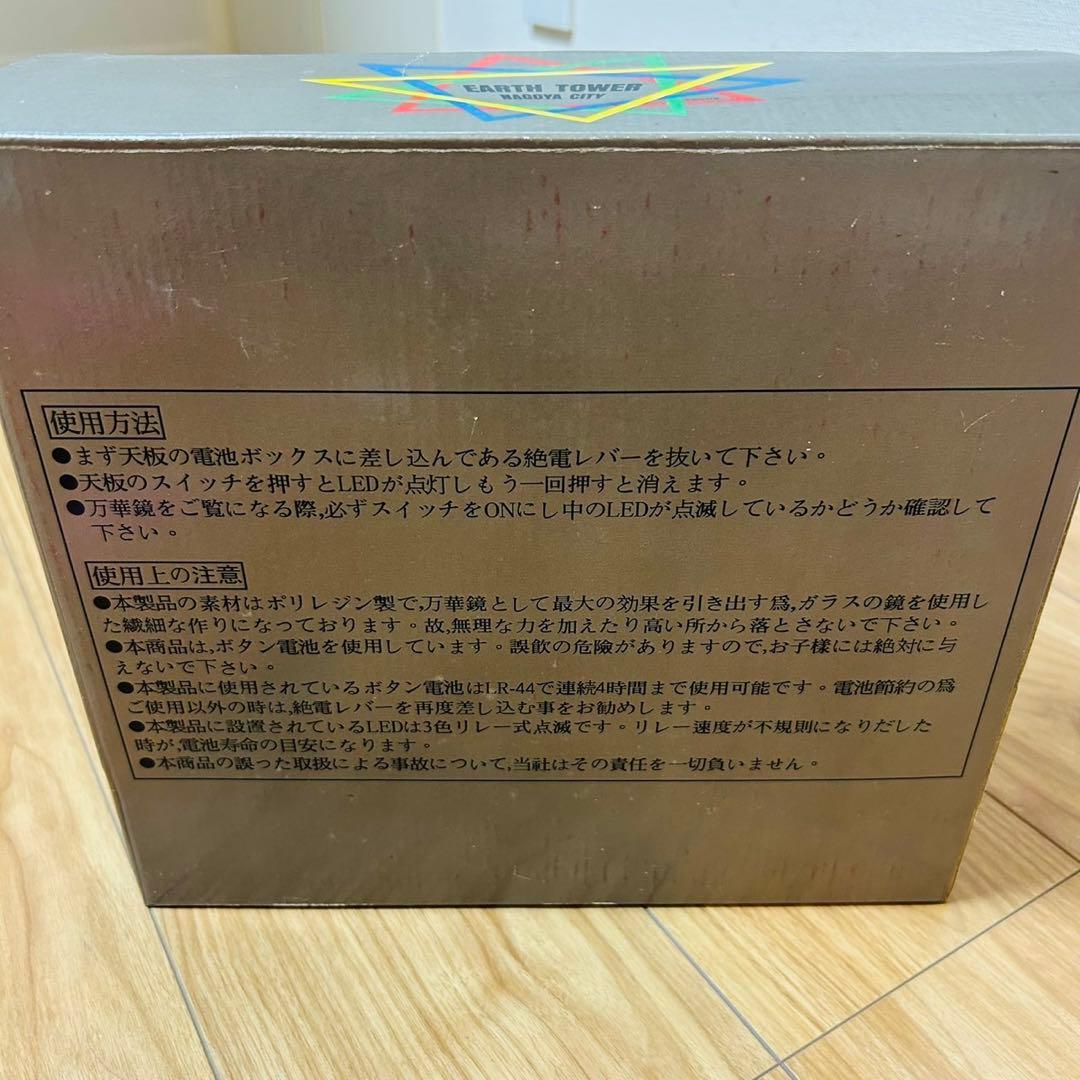 EARTH TOWER
NAGOYA CITY
使用方法
●まず天板の電池ボックスに差し込んである絶電レバーを抜いて下さい。
●天板のスイッチを押すとLEDが点灯しもう一回押すと消えます。
●万華鏡をご覧になる際,必ずスイッチをONにし中のLEDが点滅しているかどうか確認して
下さい。
使用上の注意
●本製品の素材はポリレジン製で,万華鏡として最大の効果を引き出す爲,ガラスの鏡を使用し
た繊細な作りになっております。故,無理な力を加えたり高い所から落とさないで下さい。
●本商品は,ボタン電池を使用しています。誤飲の危險がありますので,お子様には絶対に与
えないで下さい。
●本製品に使用されているボタン電池はLR-44で連続4時間まで使用可能です。電池節約の爲
ご使用以外の時は,絶電レバーを再度差し込む事をお勧めします。
●本製品に設置されているLEDは3色リレー式点滅です。リレー速度が不規則になりだした
時が,電池寿命の目安になります。
●本商品の誤った取扱による事故について,当社はその責任を一切負いません。